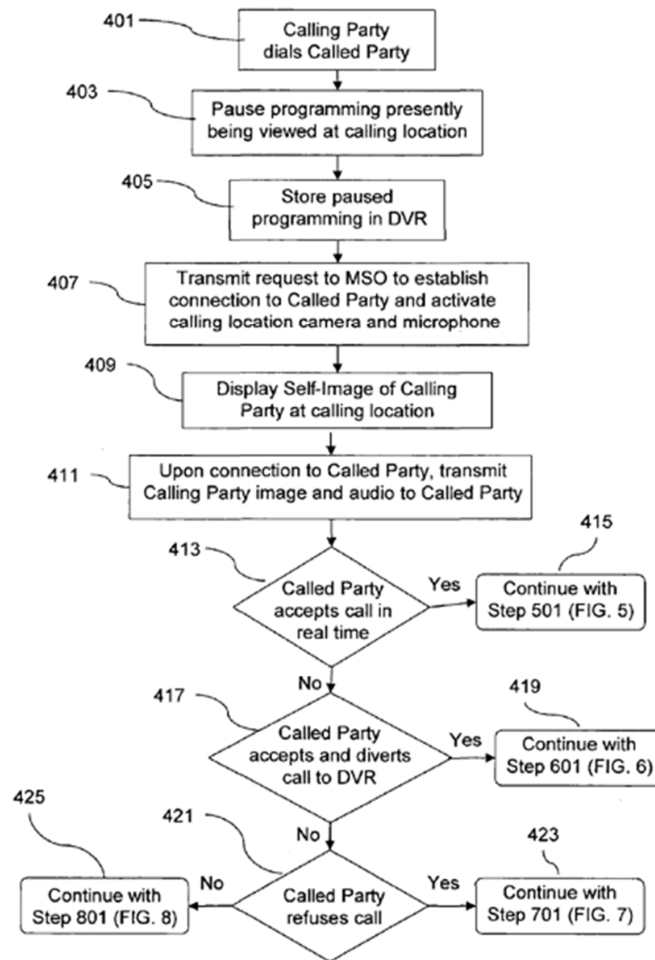 401
Calling Party
dials Called Party
403
Pause programming presently
being viewed at calling location
405
Store paused
programming in DVR
407
Transmit request to MSO to establish
connection to Called Party and activate
calling location camera and microphone
409
Display Self-Image of Calling
Party at calling location
411
Upon connection to Called Party, transmit
Calling Party image and audio to Called Party
413
Called Party
accepts call in
real time
Yes
415
Continue with
Step 501 (FIG. 5)
No
417
Called Party
accepts and diverts
call to DVR
Yes
419
Continue with
Step 601 (FIG. 6)
No
421
Called Party
refuses call
Yes
423
Continue with
Step 701 (FIG. 7)
No
425
Continue with
Step 801 (FIG. 8)